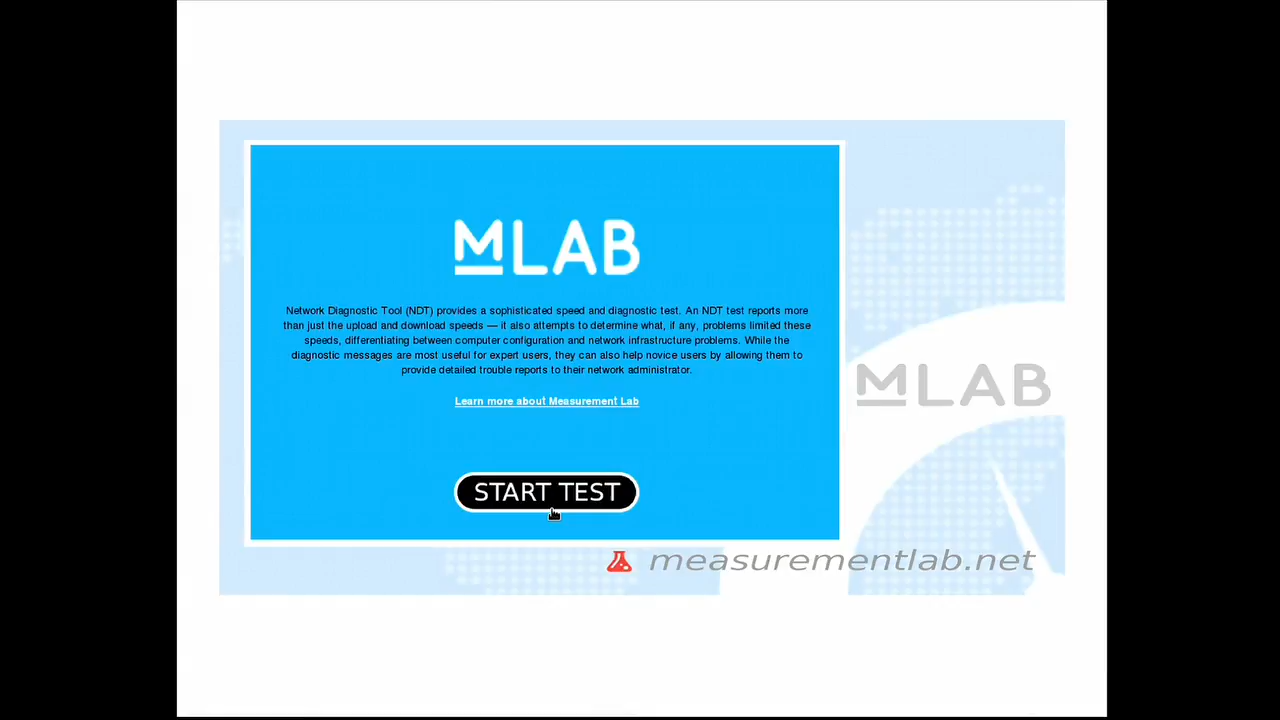 MLAB
Network Diagnostic Tool (NDT) provides a sophisticated speed and diagnostic test. An NDT test reports more
than just the upload and download speeds — it also attempts to determine what, if any, problems limited these
speeds, differentiating between computer configuration and network infrastructure problems. While the
diagnostic messages are most useful for expert users, they can also help novice users by allowing them to
provide detailed trouble reports to their network administrator.
Learn more about Measurement Lab
START TEST
MLAB
measurementlab.net